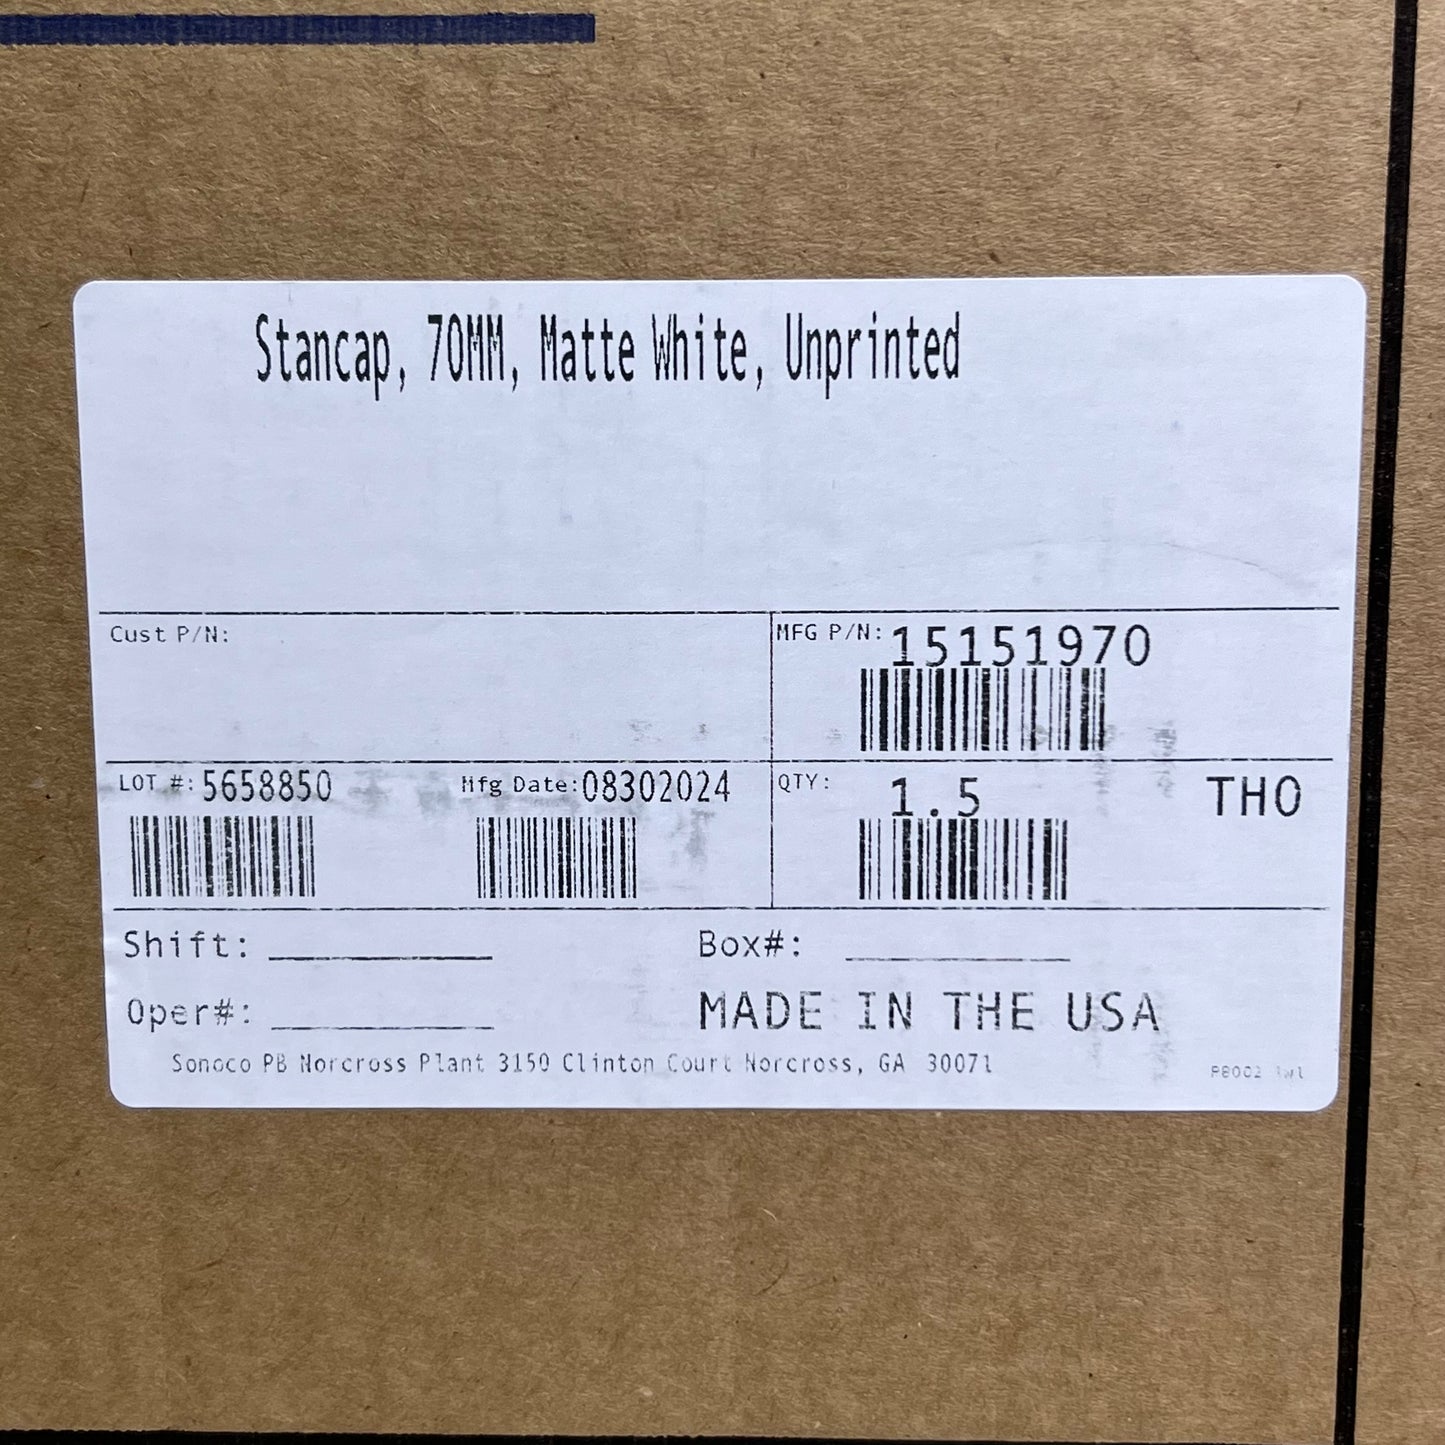 Stancap, 70MM, Matte White, Unprinted
Cust P/N:
MFG P/N: 15151970
LOT #: 5658850
Mfg Date: 08302024
QTY: 1.5 THO
Shift:
Box#:
Oper#:
MADE IN THE USA
Sonoco PB Norcross Plant 3150 Clinton Court Norcross, GA 30071
PB002